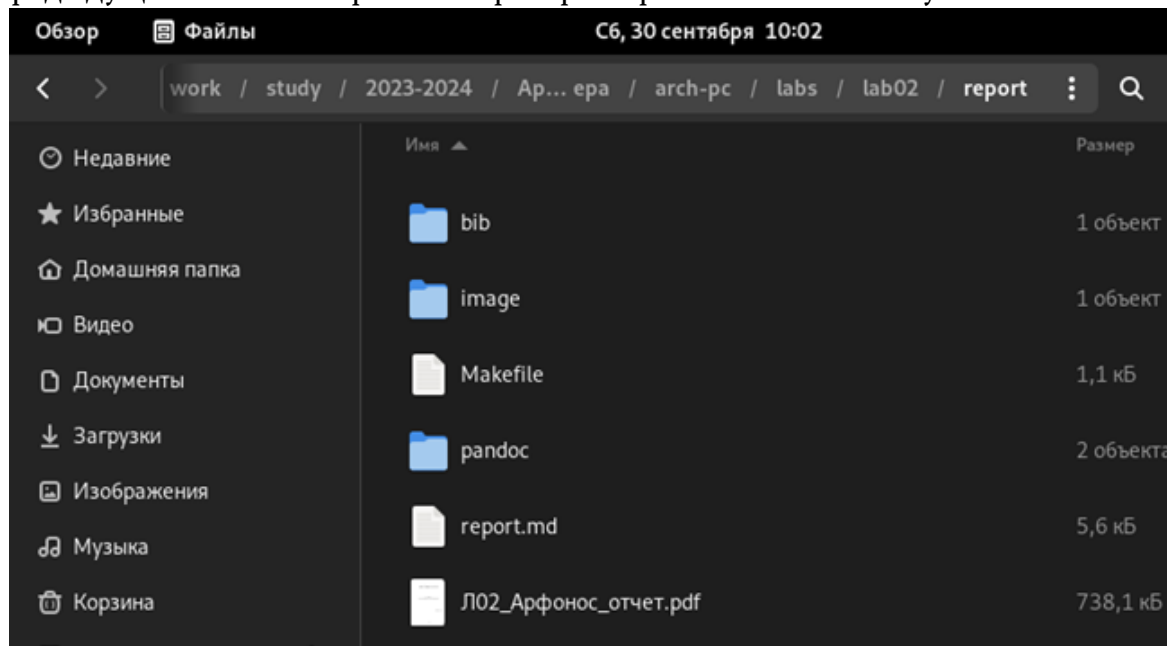 Обзор Файлы Сб, 30 сентября 10:02
work / study / 2023-2024 / Ар... ера / arch-pc / labs / lab02 / report
Недавние
Избранные
Домашняя папка
Видео
Документы
Загрузки
Изображения
Музыка
Корзина
Имя Размер
bib 1 объект
image 1 объект
Makefile 1,1 кБ
pandoc 2 объекта
report.md 5,6 кБ
Л02_Арфонос_отчет.pdf 738,1 кБ